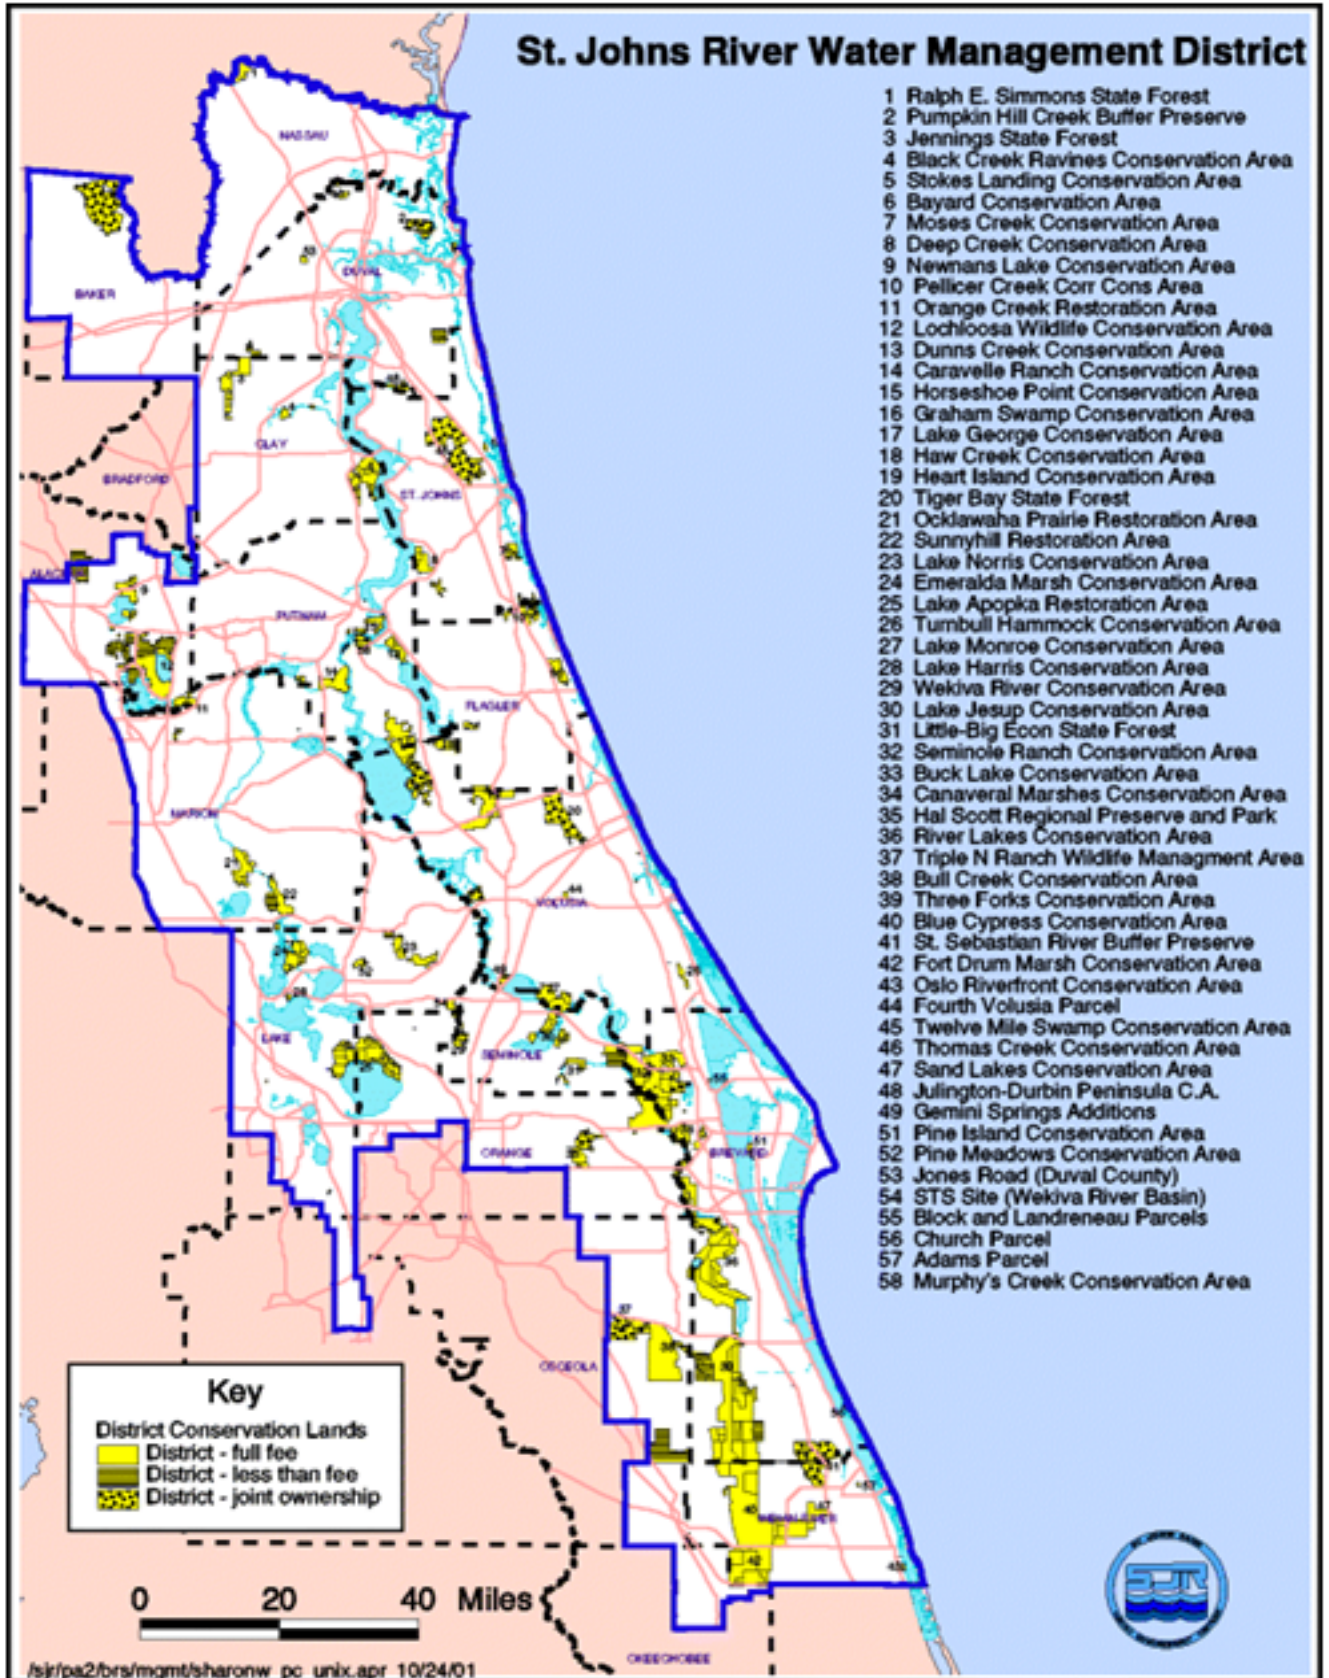 St. Johns River Water Management District
1 Ralph E. Simmons State Forest
2 Pumpkin Hill Creek Buffer Preserve
3 Jennings State Forest
4 Black Creek Ravines Conservation Area
5 Stokes Landing Conservation Area
6 Bayard Conservation Area
7 Moses Creek Conservation Area
8 Deep Creek Conservation Area
9 Newnans Lake Conservation Area
10 Pellicer Creek Corr Cons Area
11 Orange Creek Restoration Area
12 Lochloosa Wildlife Conservation Area
13 Dunns Creek Conservation Area
14 Caravelle Ranch Conservation Area
15 Horseshoe Point Conservation Area
16 Graham Swamp Conservation Area
17 Lake George Conservation Area
18 Haw Creek Conservation Area
19 Heart Island Conservation Area
20 Tiger Bay State Forest
21 Ocklawaha Prairie Restoration Area
22 Sunnyhill Restoration Area
23 Lake Norris Conservation Area
24 Emeralda Marsh Conservation Area
25 Lake Apopka Restoration Area
26 Turnbull Hammock Conservation Area
27 Lake Monroe Conservation Area
28 Lake Harris Conservation Area
29 Wekiva River Conservation Area
30 Lake Jesup Conservation Area
31 Little-Big Econ State Forest
32 Seminole Ranch Conservation Area
33 Buck Lake Conservation Area
34 Canaveral Marshes Conservation Area
35 Hal Scott Regional Preserve and Park
36 River Lakes Conservation Area
37 Triple N Ranch Wildlife Managment Area
38 Bull Creek Conservation Area
39 Three Forks Conservation Area
40 Blue Cypress Conservation Area
41 St. Sebastian River Buffer Preserve
42 Fort Drum Marsh Conservation Area
43 Oslo Riverfront Conservation Area
44 Fourth Volusia Parcel
45 Twelve Mile Swamp Conservation Area
46 Thomas Creek Conservation Area
47 Sand Lakes Conservation Area
48 Julington-Durbin Peninsula C.A.
49 Gemini Springs Additions
51 Pine Island Conservation Area
52 Pine Meadows Conservation Area
53 Jones Road (Duval County)
54 STS Site (Wekiva River Basin)
55 Block and Landreneau Parcels
56 Church Parcel
57 Adams Parcel
58 Murphy's Creek Conservation Area
NASSAU
DUVAL
BAKER
CLAY
BRADFORD
ST. JOHNS
PUTNAM
FLAGLER
MARION
VOLUSIA
LAKE
SEMINOLE
ORANGE
BREVARD
OSCEOLA
OKEECHOBEE
Key
District Conservation Lands
District - full fee
District - less than fee
District - joint ownership
0 20 40 Miles
SJR
/sjr/pa2/brs/mgmt/sharonw_pc_unix.apr 10/24/01